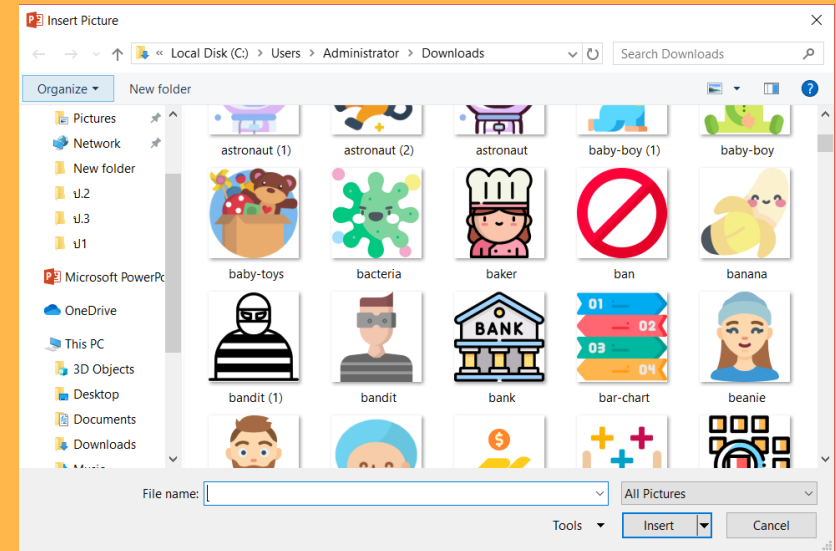 Insert Picture
« Local Disk (C:) > Users > Administrator > Downloads
Search Downloads
Organize
New folder
Pictures
Network
New folder
ป.2
ป.3
ป1
Microsoft PowerPo
OneDrive
This PC
3D Objects
Desktop
Documents
Downloads
Music
astronaut (1)
astronaut (2)
astronaut
baby-boy (1)
baby-boy
baby-toys
bacteria
baker
ban
banana
BANK
01
02
03
04
bandit (1)
bandit
bank
bar-chart
beanie
File name:
All Pictures
Tools
Insert
Cancel